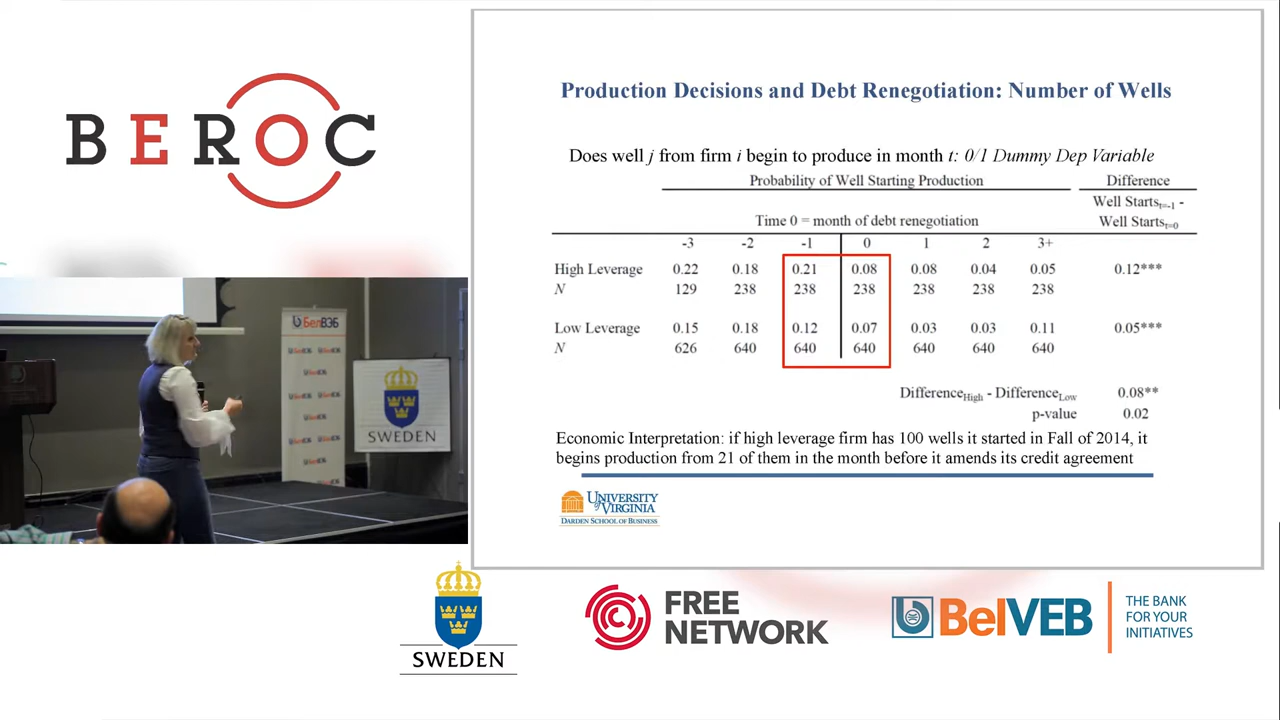 BEROC
Production Decisions and Debt Renegotiation: Number of Wells
Does well j from firm i begin to produce in month t: 0/1 Dummy Dep Variable
Probability of Well Starting Production Difference
Time 0 = month of debt renegotiation Well Starts_t=-1 - Well Starts_t=0
-3 -2 -1 0 1 2 3+
High Leverage 0.22 0.18 0.21 0.08 0.08 0.04 0.05 0.12***
N 129 238 238 238 238 238 238
Low Leverage 0.15 0.18 0.12 0.07 0.03 0.03 0.11 0.05***
N 626 640 640 640 640 640 640
Difference_High - Difference_Low 0.08**
p-value 0.02
Economic Interpretation: if high leverage firm has 100 wells it started in Fall of 2014, it
begins production from 21 of them in the month before it amends its credit agreement
UNIVERSITY
of VIRGINIA
DARDEN SCHOOL OF BUSINESS
БелВЭБ
SWEDEN
SWEDEN
FREE
NETWORK
BelVEB
THE BANK
FOR YOUR
INITIATIVES